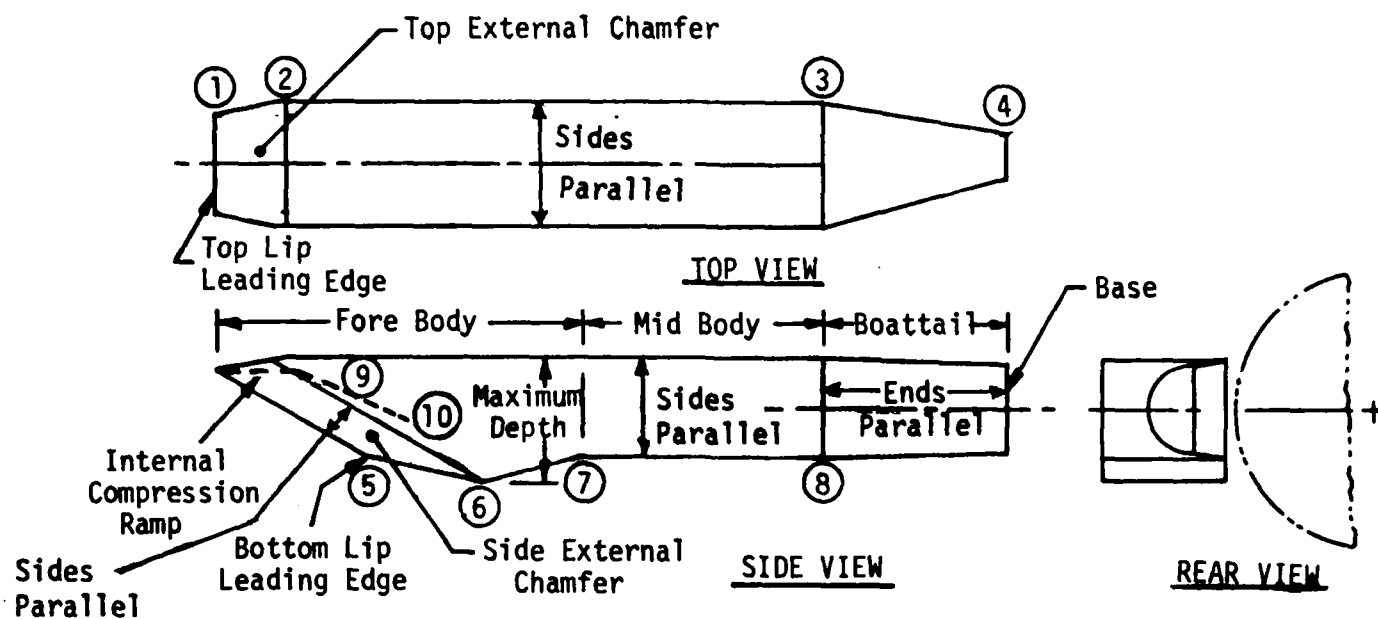 Top External Chamfer
1
2
3
4
Sides
Parallel
Top Lip
Leading Edge
TOP VIEW
Base
Fore Body
Mid Body
Boattail
9
10
Maximum
Depth
Sides
Parallel
Ends
Parallel
Internal
Compression
Ramp
5
6
7
8
Bottom Lip
Leading Edge
Side External
Chamfer
Sides
Parallel
SIDE VIEW
REAR VIEW